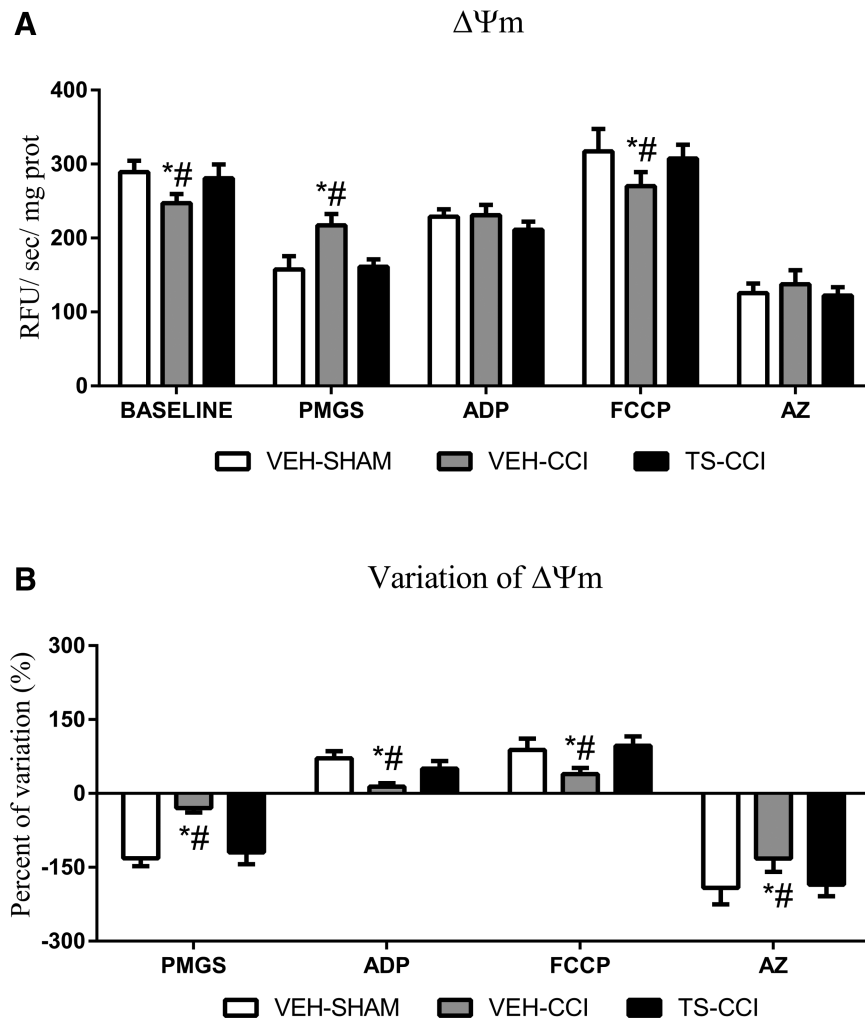 A
ΔΨm
RFU/ sec/ mg prot
400
300
200
100
0
*#
*#
*#
BASELINE PMGS ADP FCCP AZ
VEH-SHAM VEH-CCI TS-CCI
B
Variation of ΔΨm
Percent of variation (%)
300
150
0
-150
-300
*#
*#
*#
*#
PMGS ADP FCCP AZ
VEH-SHAM VEH-CCI TS-CCI